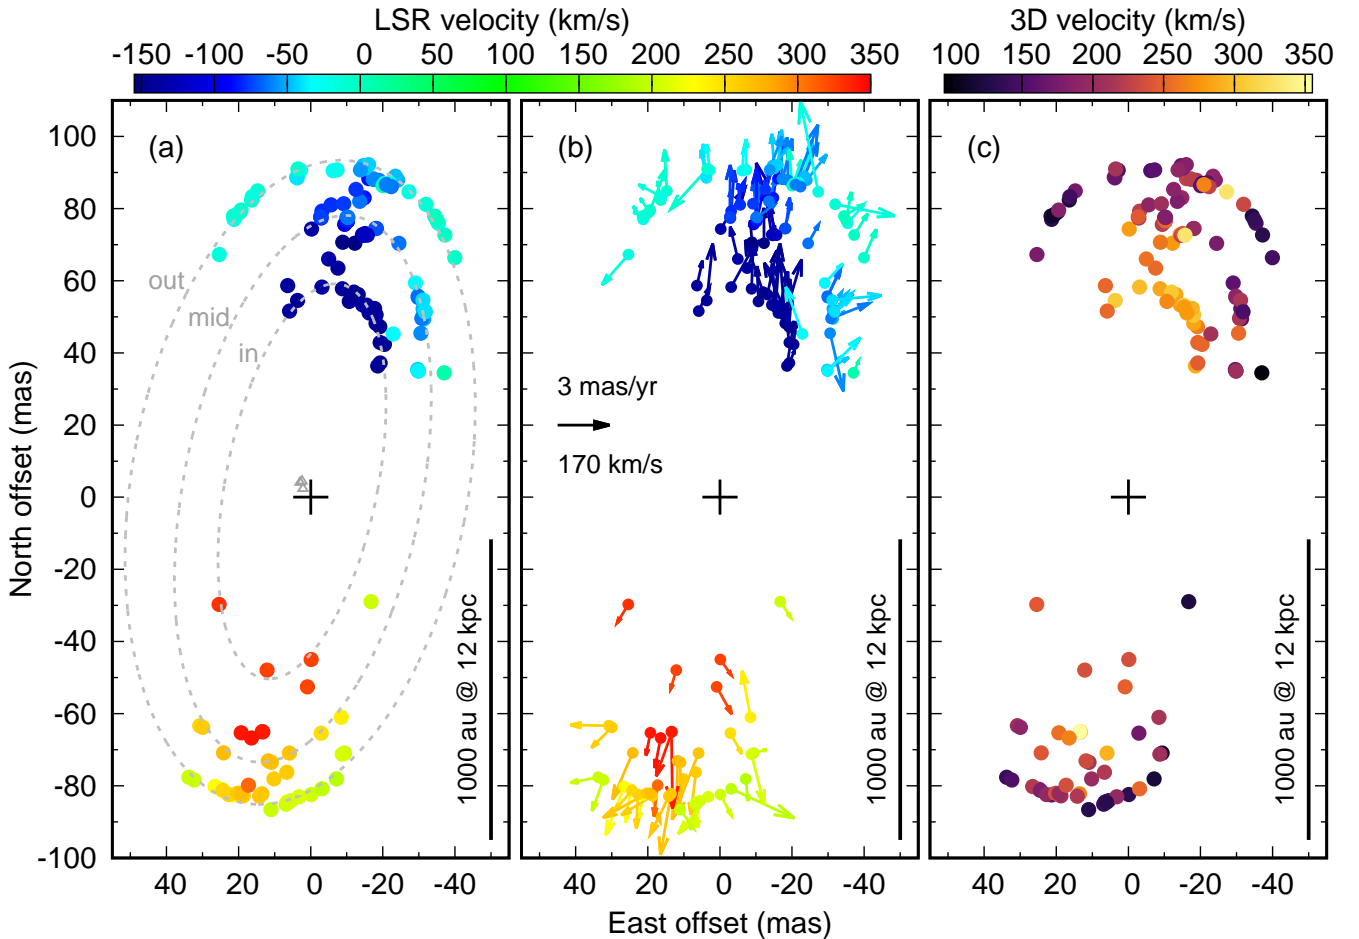 LSR velocity (km/s)
3D velocity (km/s)
-150 -100 -50 0 50 100 150 200 250 300 350
100 150 200 250 300 350
(a)
(b)
(c)
100
80
60
40
20
0
-20
-40
-60
-80
-100
North offset (mas)
out
mid
in
3 mas/yr
170 km/s
1000 au @ 12 kpc
1000 au @ 12 kpc
1000 au @ 12 kpc
40 20 0 -20 -40
40 20 0 -20 -40
40 20 0 -20 -40
East offset (mas)